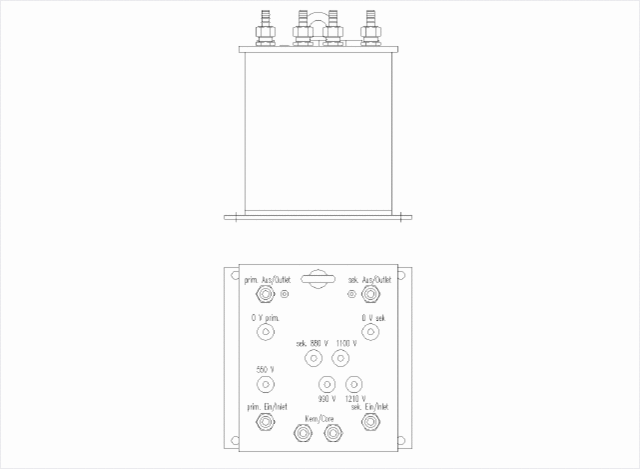 prim. Aus/Outlet
sek. Aus/Outlet
0 V prim.
0 V sek
sek. 880 V
1100 V
550 V
990 V
1210 V
prim. Ein/Inlet
sek. Ein/Inlet
Kern/Core